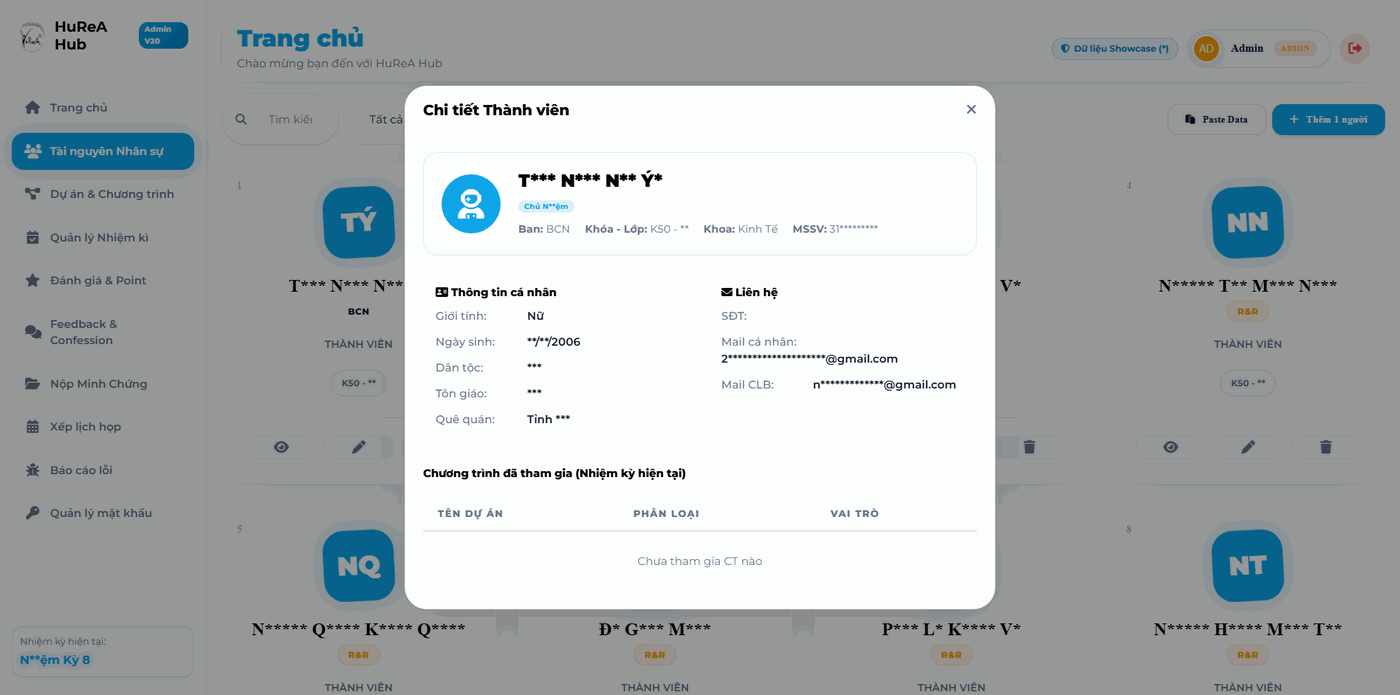 HuReA
Hub
Admin
V20
Trang chủ
Tài nguyên Nhân sự
Dự án & Chương trình
Quản lý Nhiệm kì
Đánh giá & Point
Feedback &
Confession
Nộp Minh Chứng
Xếp lịch họp
Báo cáo lỗi
Quản lý mật khẩu
Nhiệm kỳ hiện tại:
N**ệm Kỳ 8
Trang chủ
Chào mừng bạn đến với HuReA Hub
Dữ liệu Showcase (*)
AD Admin ADMIN
Tìm kiế
Tất cả
Paste Data
+ Thêm 1 người
1
TÝ
T*** N*** N**
BCN
THÀNH VIÊN
K50 - **
V*
4
NN
N***** T** M*** N***
R&R
THÀNH VIÊN
K50 - **
Chi tiết Thành viên
T*** N*** N** Ý*
Chủ N**ệm
Ban: BCN Khóa - Lớp: K50 - ** Khoa: Kinh Tế MSSV: 31*********
Thông tin cá nhân
Giới tính: Nữ
Ngày sinh: **/**/2006
Dân tộc: ***
Tôn giáo: ***
Quê quán: Tỉnh ***
Liên hệ
SĐT:
Mail cá nhân:
2********************@gmail.com
Mail CLB: n*************@gmail.com
Chương trình đã tham gia (Nhiệm kỳ hiện tại)
TÊN DỰ ÁN PHÂN LOẠI VAI TRÒ
Chưa tham gia CT nào
5
NQ
N***** Q**** K**** Q****
R&R
THÀNH VIÊN
Đ* G*** M***
R&R
THÀNH VIÊN
P*** L* K**** V*
R&R
THÀNH VIÊN
8
NT
N***** H**** M*** T**
R&R
THÀNH VIÊN